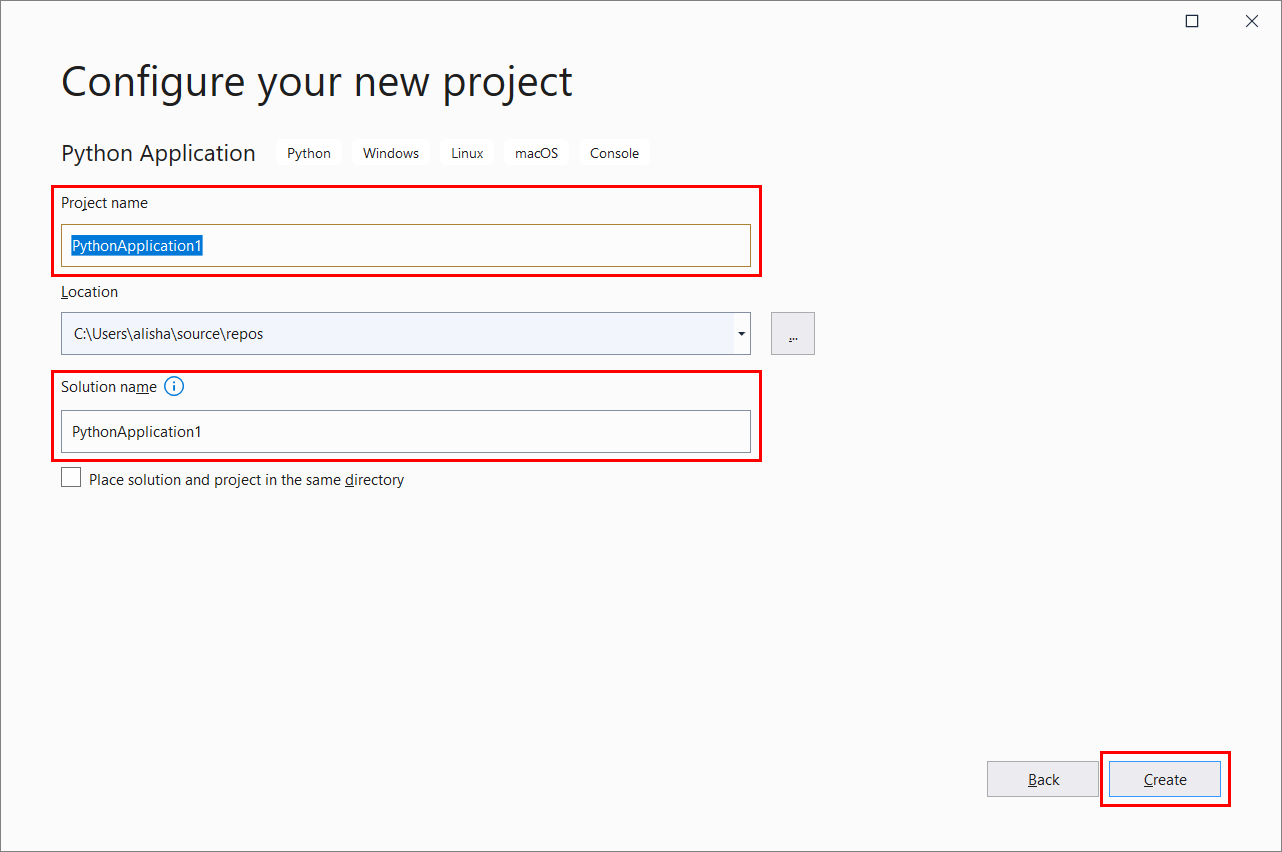 Configure your new project
Python Application Python Windows Linux macOS Console
Project name
PythonApplication1
Location
C:\Users\alisha\source\repos
...
Solution name
PythonApplication1
Place solution and project in the same directory
Back Create